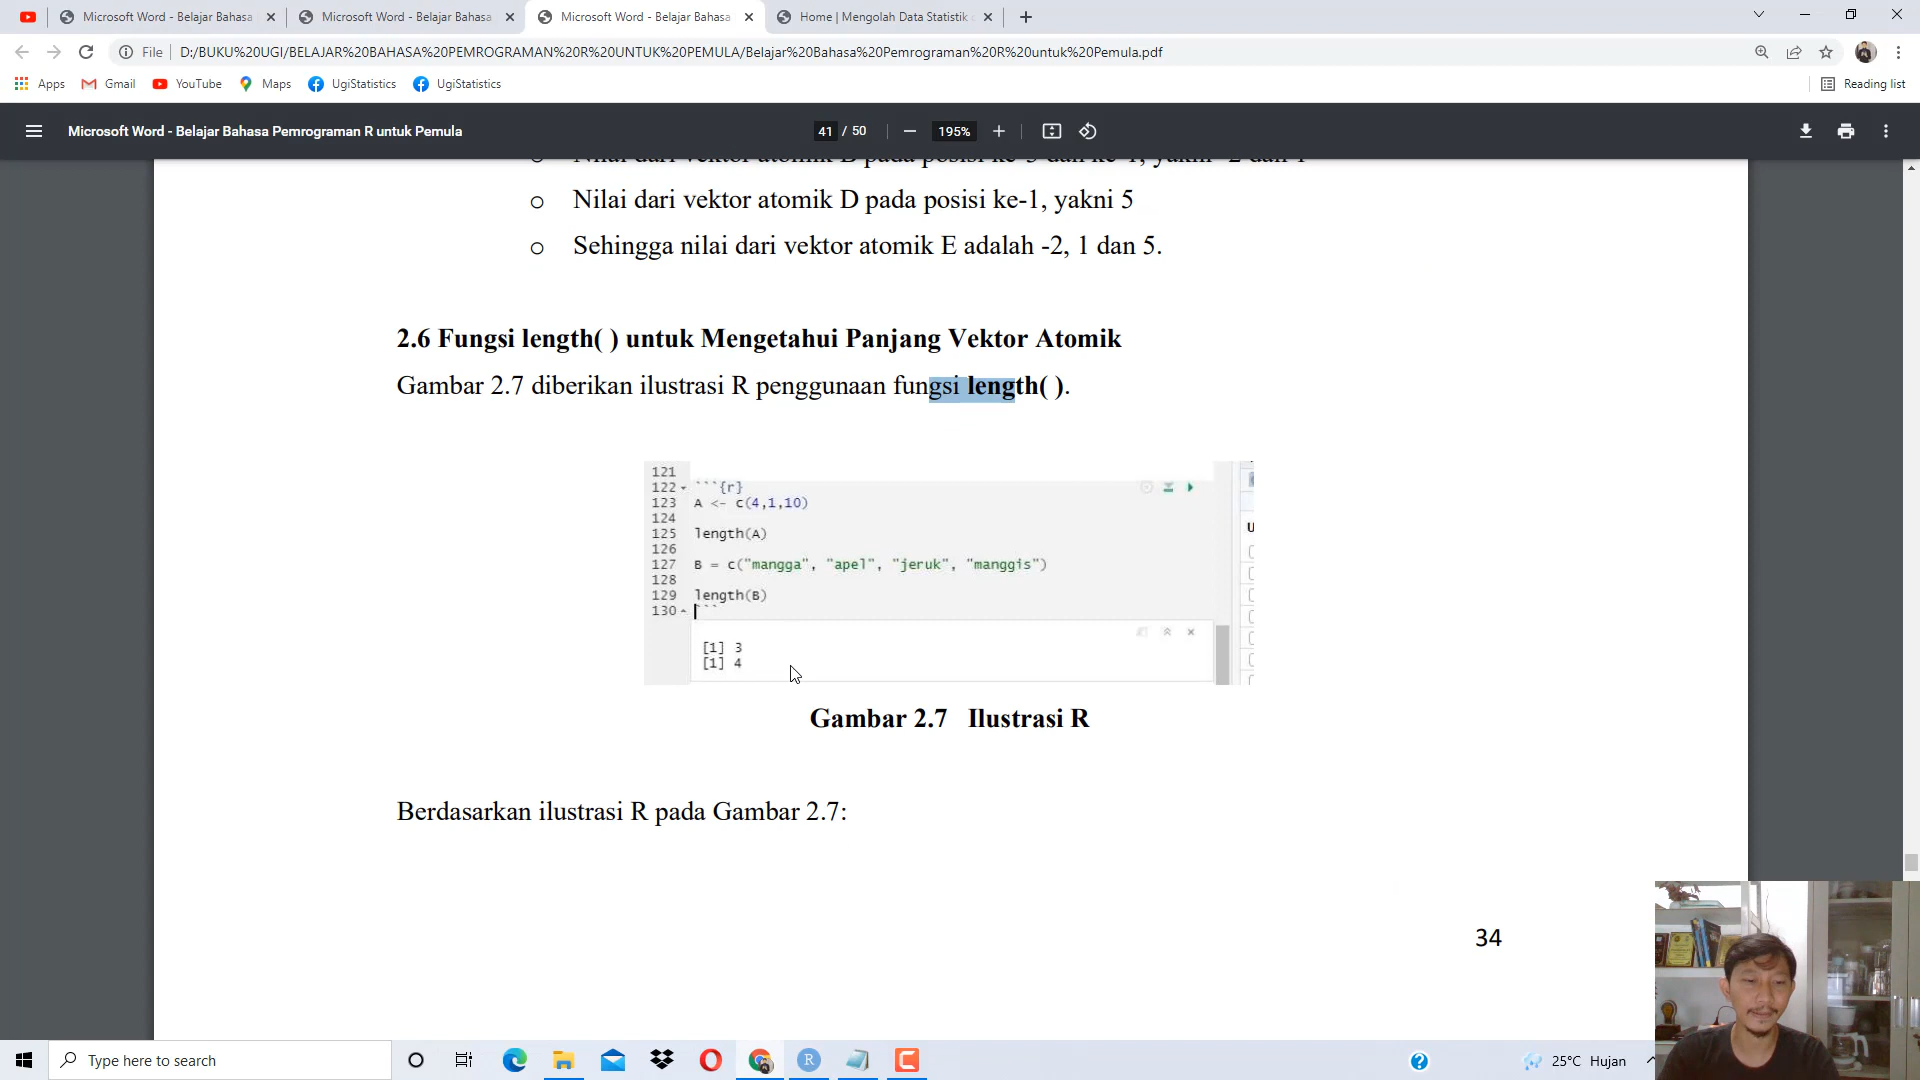 Microsoft Word - Belajar Bahasa
Microsoft Word - Belajar Bahasa
Microsoft Word - Belajar Bahasa
Home | Mengolah Data Statistik
File D:/BUKU%20UGI/BELAJAR%20BAHASA%20PEMROGRAMAN%20R%20UNTUK%20PEMULA/Belajar%20Bahasa%20Pemrograman%20R%20untuk%20Pemula.pdf
Apps Gmail YouTube Maps UgiStatistics UgiStatistics Reading list
Microsoft Word - Belajar Bahasa Pemrograman R untuk Pemula 41 / 50 195%
o Nilai dari vektor atomik D pada posisi ke-1, yakni 5
o Sehingga nilai dari vektor atomik E adalah -2, 1 dan 5.
2.6 Fungsi length( ) untuk Mengetahui Panjang Vektor Atomik
Gambar 2.7 diberikan ilustrasi R penggunaan fungsi length( ).
121
122 ```{r}
123 A <- c(4,1,10)
124
125 length(A)
126
127 B = c("mangga", "apel", "jeruk", "manggis")
128
129 length(B)
130 ```
[1] 3
[1] 4
Gambar 2.7 Ilustrasi R
Berdasarkan ilustrasi R pada Gambar 2.7:
34
Type here to search
25°C Hujan